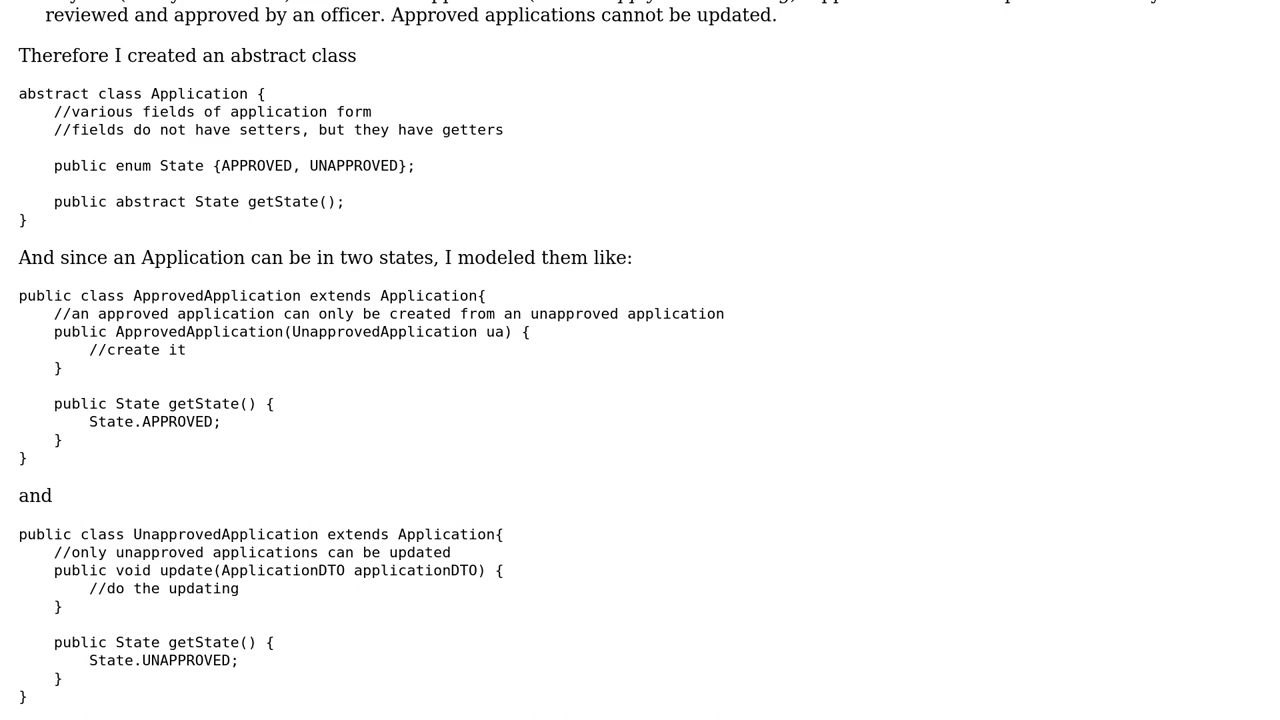 reviewed and approved by an officer. Approved applications cannot be updated.
Therefore I created an abstract class
abstract class Application {
    //various fields of application form
    //fields do not have setters, but they have getters
    public enum State {APPROVED, UNAPPROVED};
    public abstract State getState();
}
And since an Application can be in two states, I modeled them like:
public class ApprovedApplication extends Application{
    //an approved application can only be created from an unapproved application
    public ApprovedApplication(UnapprovedApplication ua) {
        //create it
    }
    public State getState() {
        State.APPROVED;
    }
}
and
public class UnapprovedApplication extends Application{
    //only unapproved applications can be updated
    public void update(ApplicationDTO applicationDTO) {
        //do the updating
    }
    public State getState() {
        State.UNAPPROVED;
    }
}